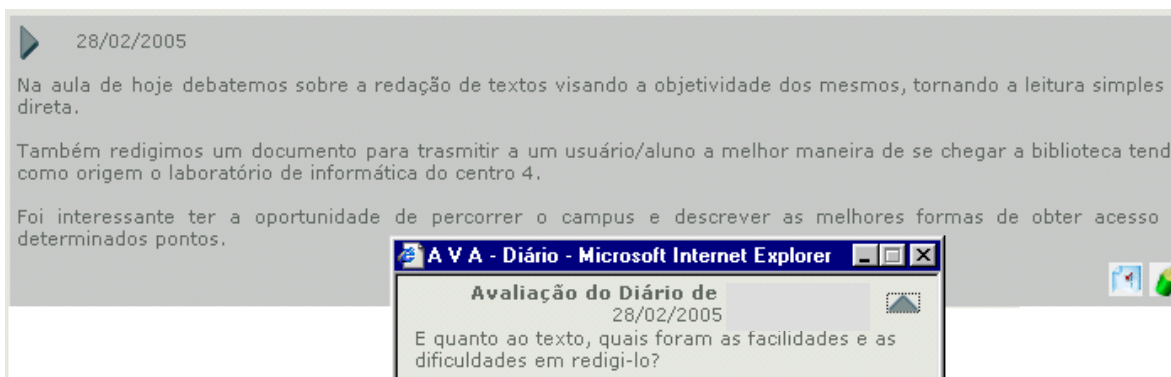 28/02/2005
Na aula de hoje debatemos sobre a redação de textos visando a objetividade dos mesmos, tornando a leitura simples
direta.
Também redigimos um documento para trasmitir a um usuário/aluno a melhor maneira de se chegar a biblioteca tend
como origem o laboratório de informática do centro 4.
Foi interessante ter a oportunidade de percorrer o campus e descrever as melhores formas de obter acesso
determinados pontos.
A V A - Diário - Microsoft Internet Explorer
Avaliação do Diário de
28/02/2005
E quanto ao texto, quais foram as facilidades e as
dificuldades em redigi-lo?